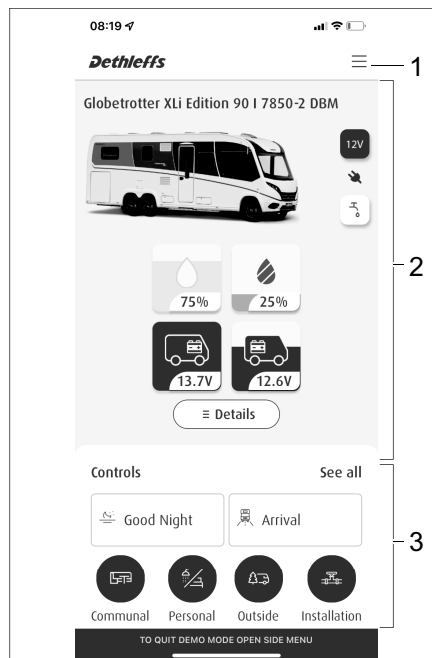 08:19
Dethleffs
1
Globetrotter XLi Edition 90 I 7850-2 DBM
12V
2
75%
25%
13.7V
12.6V
Details
Controls
See all
Good Night
Arrival
3
Communal
Personal
Outside
Installation
TO QUIT DEMO MODE OPEN SIDE MENU